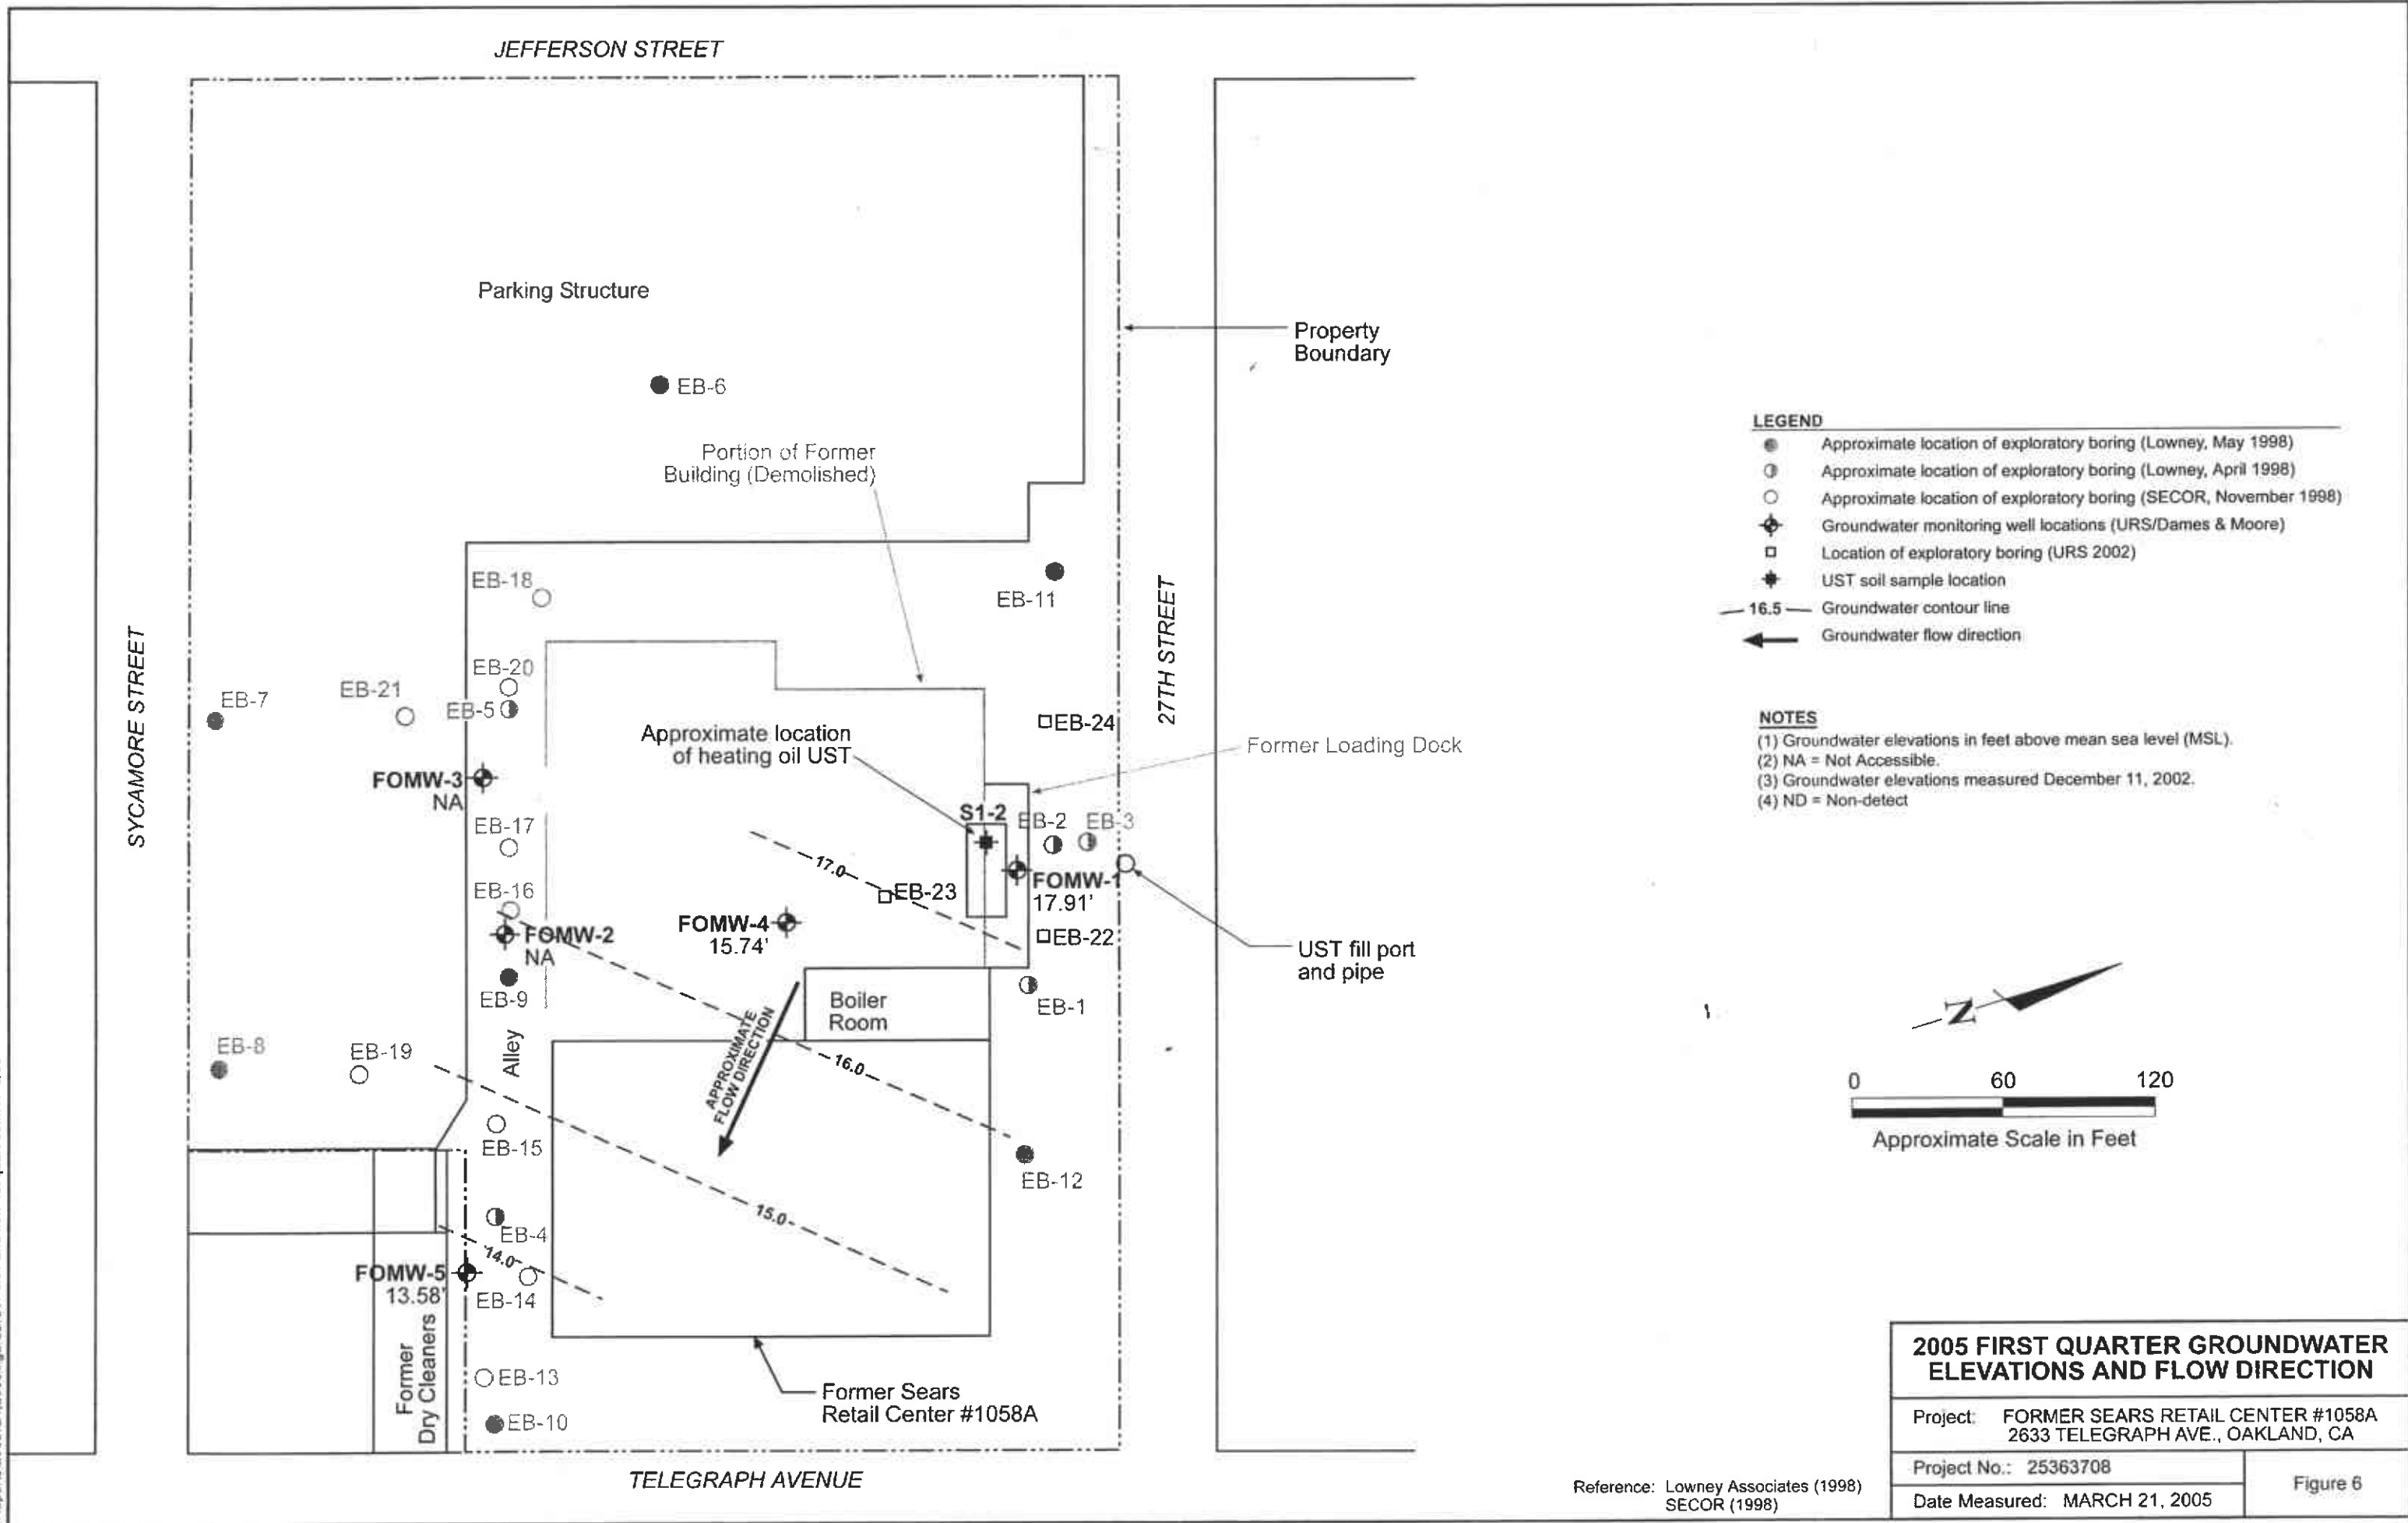 JEFFERSON STREET
Parking Structure
EB-6
Property
Boundary
Portion of Former
Building (Demolished)
EB-18
EB-11
27TH STREET
SYCAMORE STREET
EB-7
EB-21
EB-20
EB-5
EB-24
Approximate location
of heating oil UST
Former Loading Dock
FOMW-3
NA
S1-2
EB-2
EB-3
EB-17
17.0
EB-16
EB-23
FOMW-1
17.91'
FOMW-2
NA
FOMW-4
15.74'
EB-22
UST fill port
and pipe
EB-9
EB-1
Boiler
Room
Alley
APPROXIMATE
FLOW DIRECTION
EB-8
EB-19
16.0
EB-15
EB-12
EB-4
15.0
14.0
FOMW-5
13.58'
EB-14
Former
Dry Cleaners
EB-13
EB-10
Former Sears
Retail Center #1058A
TELEGRAPH AVENUE
LEGEND
Approximate location of exploratory boring (Lowney, May 1998)
Approximate location of exploratory boring (Lowney, April 1998)
Approximate location of exploratory boring (SECOR, November 1998)
Groundwater monitoring well locations (URS/Dames & Moore)
Location of exploratory boring (URS 2002)
UST soil sample location
16.5 Groundwater contour line
Groundwater flow direction
NOTES
(1) Groundwater elevations in feet above mean sea level (MSL).
(2) NA = Not Accessible.
(3) Groundwater elevations measured December 11, 2002.
(4) ND = Non-detect
N
0 60 120
Approximate Scale in Feet
Reference: Lowney Associates (1998)
SECOR (1998)
2005 FIRST QUARTER GROUNDWATER
ELEVATIONS AND FLOW DIRECTION
Project: FORMER SEARS RETAIL CENTER #1058A
2633 TELEGRAPH AVE., OAKLAND, CA
Project No.: 25363708
Date Measured: MARCH 21, 2005
Figure 6